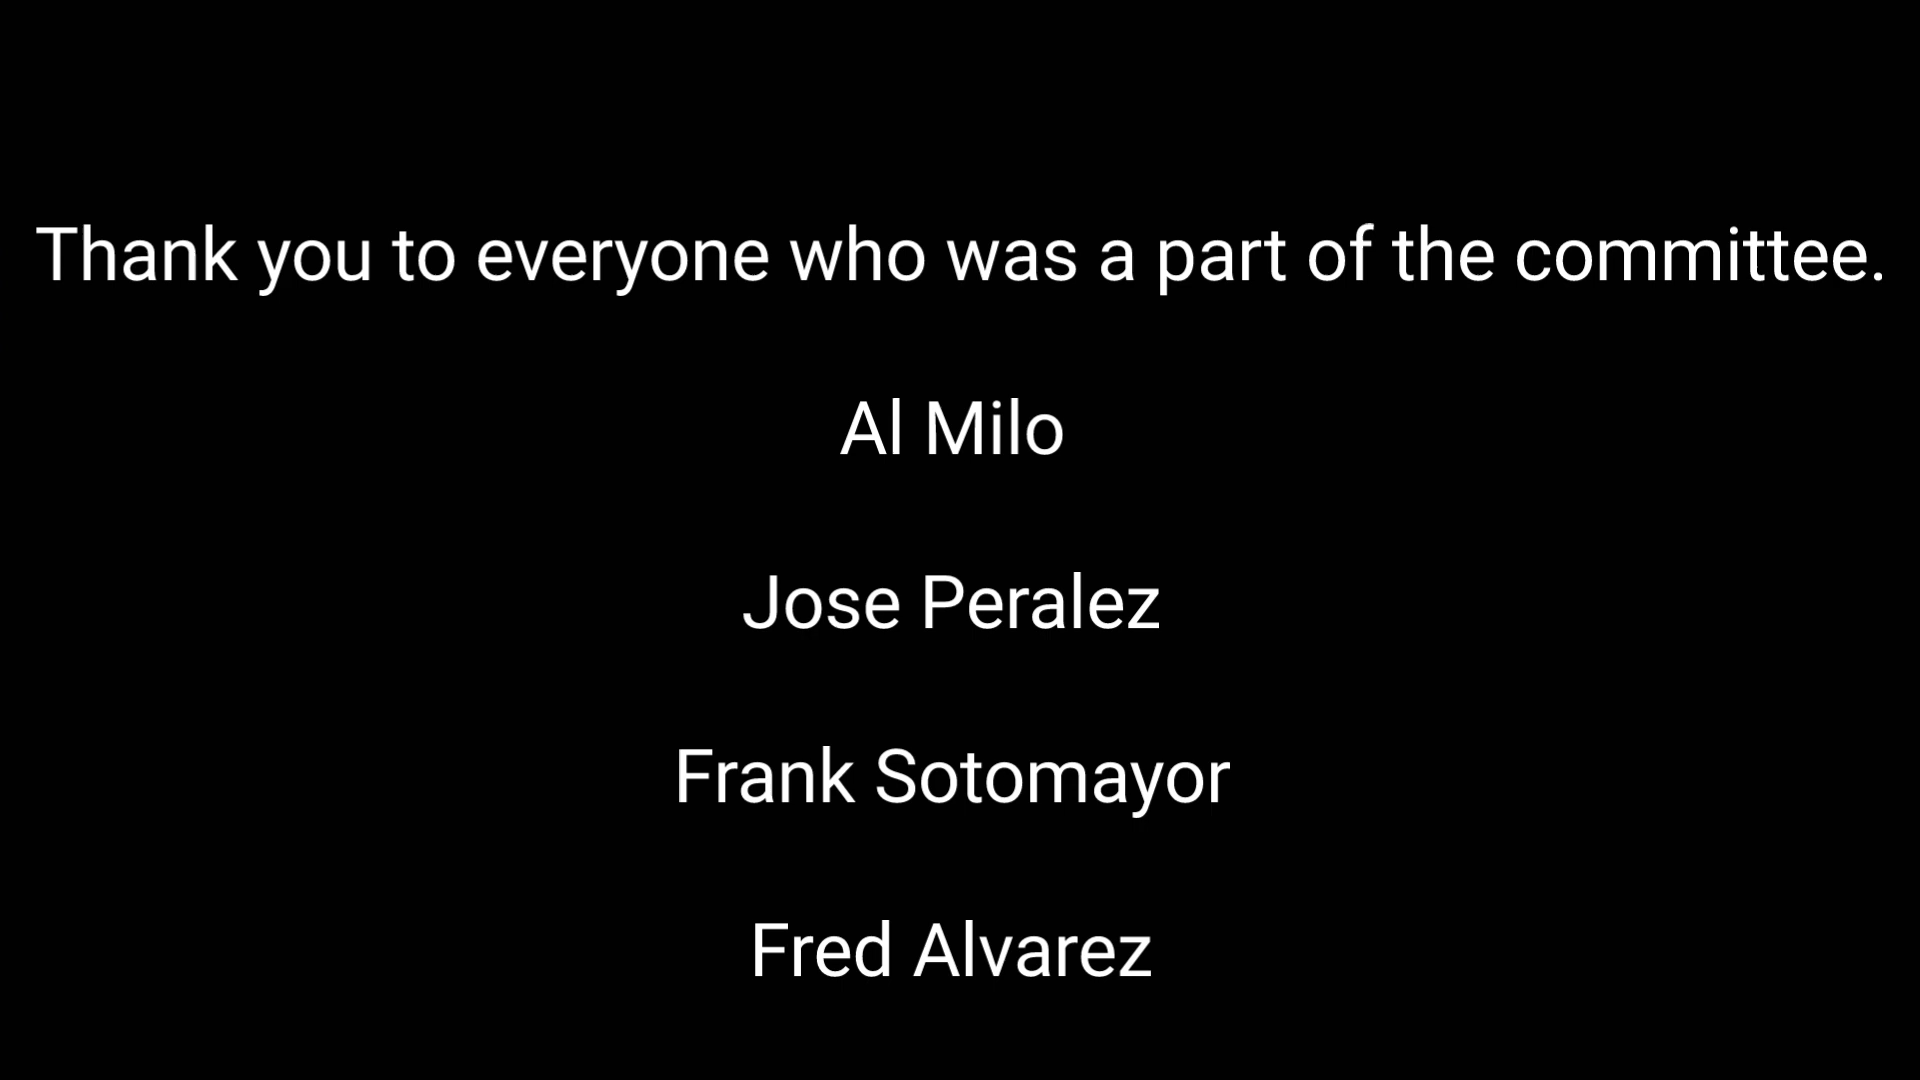 Thank you to everyone who was a part of the committee.
Al Milo
Jose Peralez
Frank Sotomayor
Fred Alvarez